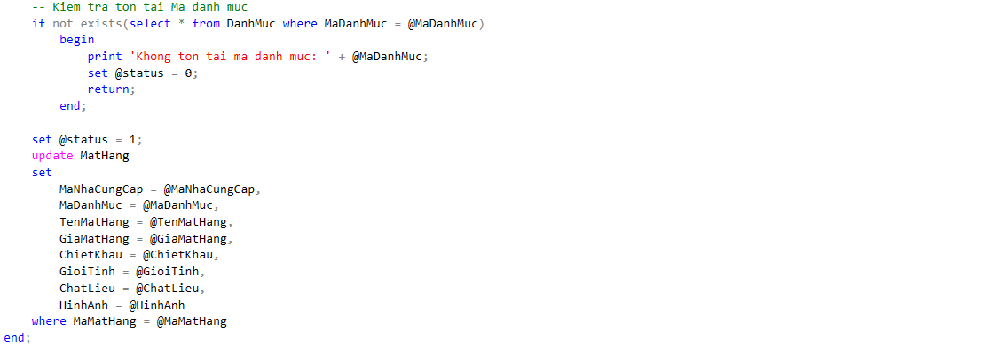 -- Kiem tra ton tai Ma danh muc
if not exists(select * from DanhMuc where MaDanhMuc = @MaDanhMuc)
begin
print 'Khong ton tai ma danh muc: ' + @MaDanhMuc;
set @status = 0;
return;
end;
set @status = 1;
update MatHang
set
MaNhaCungCap = @MaNhaCungCap,
MaDanhMuc = @MaDanhMuc,
TenMatHang = @TenMatHang,
GiaMatHang = @GiaMatHang,
ChietKhau = @ChietKhau,
GioiTinh = @GioiTinh,
ChatLieu = @ChatLieu,
HinhAnh = @HinhAnh
where MaMatHang = @MaMatHang
end;